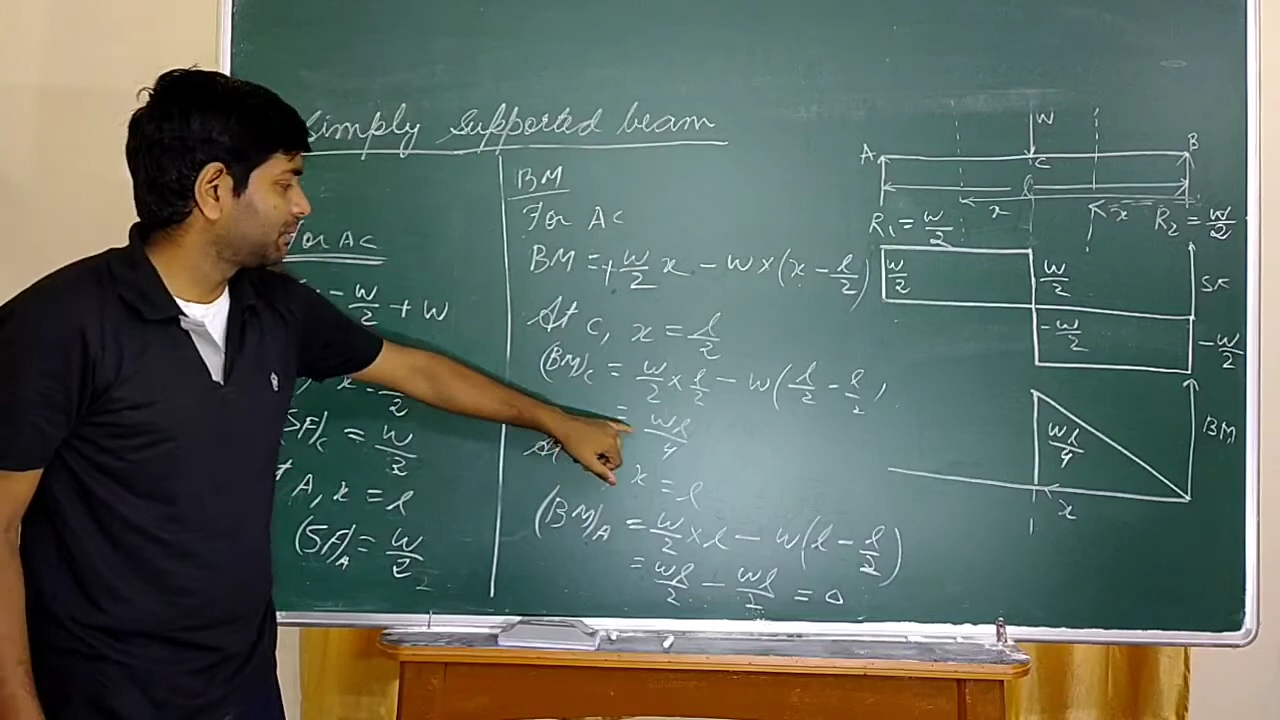 Simply supported beam
For AC
- W/2 + W
SF)C = W/2
A, x = l
(SF)A = W/2
BM
For AC
BM = + W/2 x - W × (x - l/2)
At C, x = l/2
(BM)C = W/2 × l/2 - W(l/2 - l/2)
= Wl/4
x = l
(BM)A = W/2 × l - W(l - l/2)
= Wl/2 - Wl/2 = 0
W
A C B
l
x x
R1 = W/2 R2 = W/2
W/2 W/2 SF
-W/2 -W/2
Wl/4 BM
x